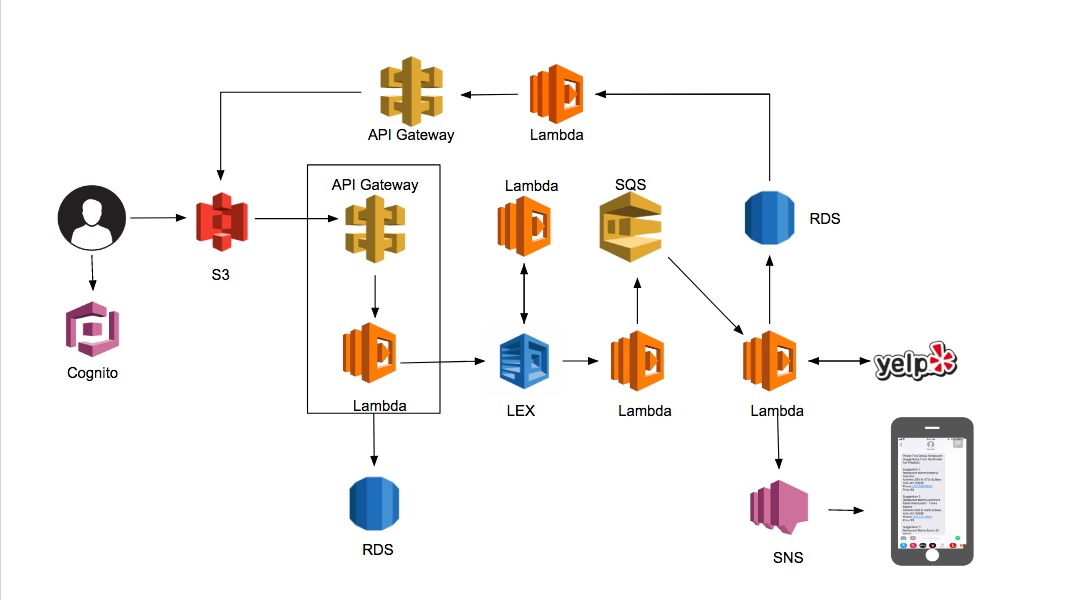 API Gateway
Lambda
API Gateway
Lambda
SQS
RDS
S3
Cognito
Lambda
LEX
Lambda
Lambda
yelp
RDS
SNS